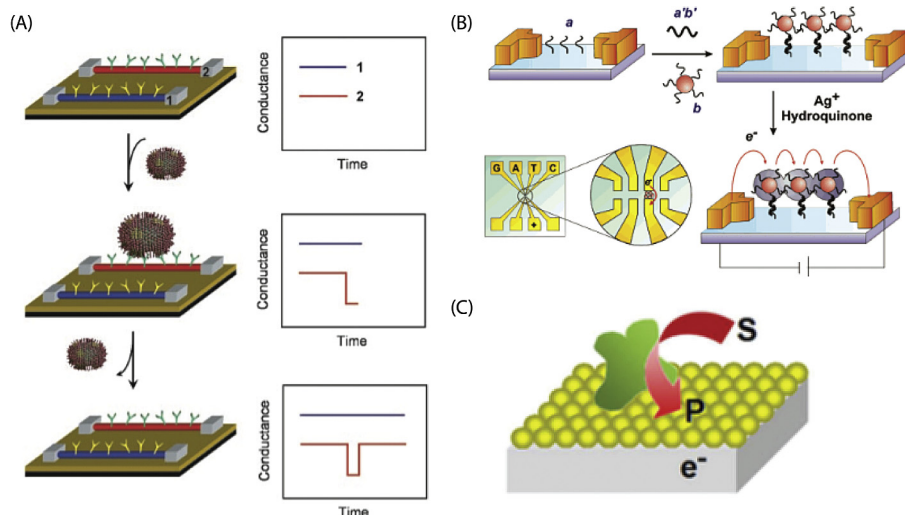 (A)
2
1
Conductance
1
2
Time
Conductance
Time
Conductance
Time
(B)
a
a'b'
b
Ag+
Hydroquinone
e-
G A T C
e-
+
(C)
S
P
e-